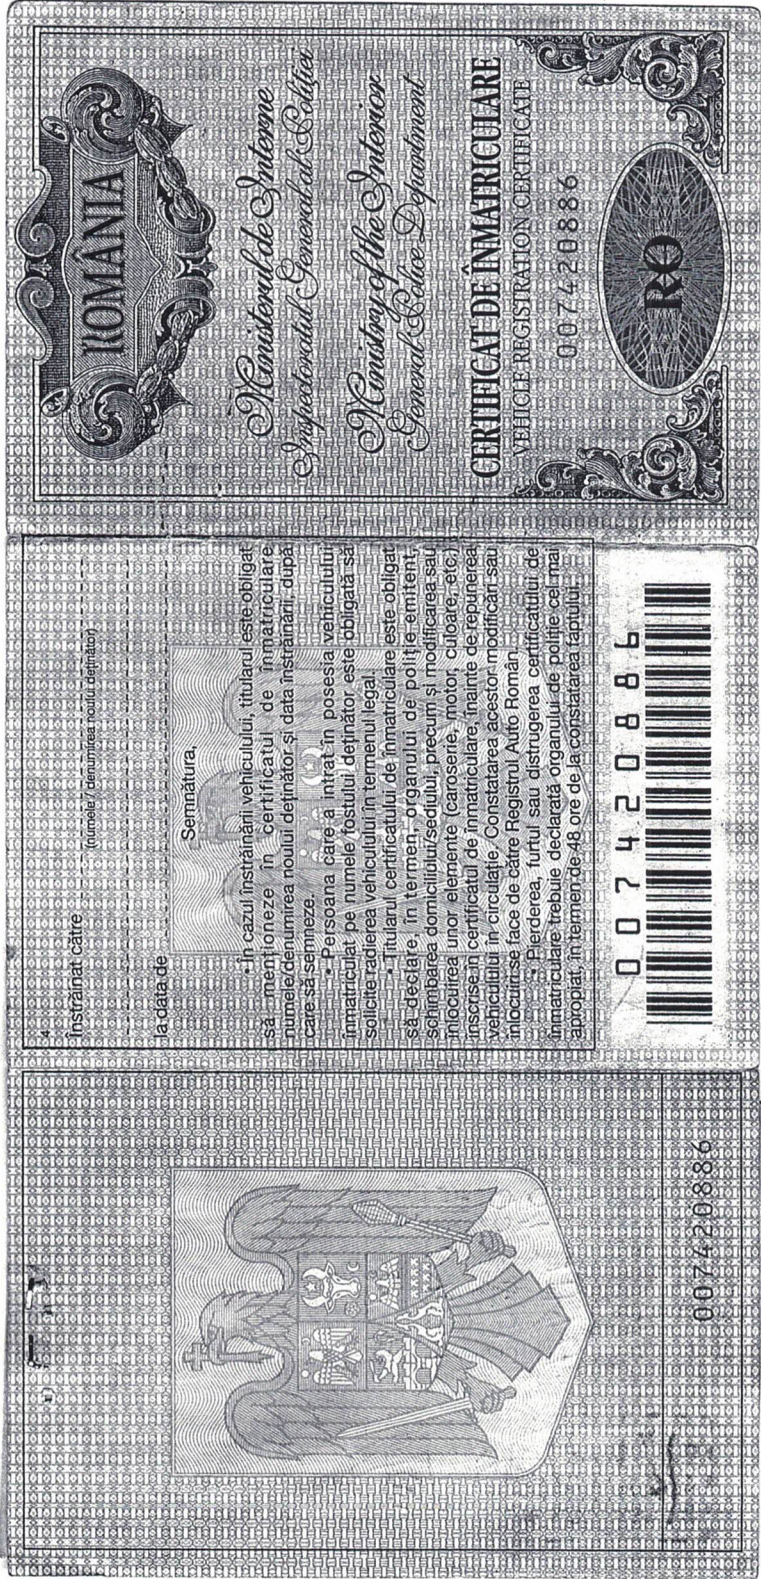 ROMÂNIA
Ministerul de Interne
Inspectoratul General al Poliției
Ministry of the Interior
General Police Department
CERTIFICAT DE ÎNMATRICULARE
VEHICLE REGISTRATION CERTIFICATE
007420886
RO
4
Înstrăinat către
(numele / denumirea noului deținător)
la data de
Semnătura,
• În cazul înstrăinării vehiculului, titularul este obligat
să menționeze în certificatul de înmatriculare
numele/denumirea noului deținător și data înstrăinării, după
care să semneze.
• Persoana care a intrat în posesia vehiculului
înmatriculat pe numele fostului deținător este obligată să
solicite radierea vehiculului în termenul legal.
• Titularul certificatului de înmatriculare este obligat
să declare, în termen, organului de poliție emitent,
schimbarea domiciliului/sediului, precum și modificarea sau
înlocuirea unor elemente (caroserie, motor, culoare, etc.)
înscrise în certificatul de înmatriculare, înainte de repunerea
vehiculului în circulație. Constatarea acestor modificări sau
înlocuiri se face de către Registrul Auto Român.
• Pierderea, furtul sau distrugerea certificatului de
înmatriculare trebuie declarată organului de poliție cel mai
apropiat, în termen de 48 ore de la constatarea faptului.
007420886
007420886